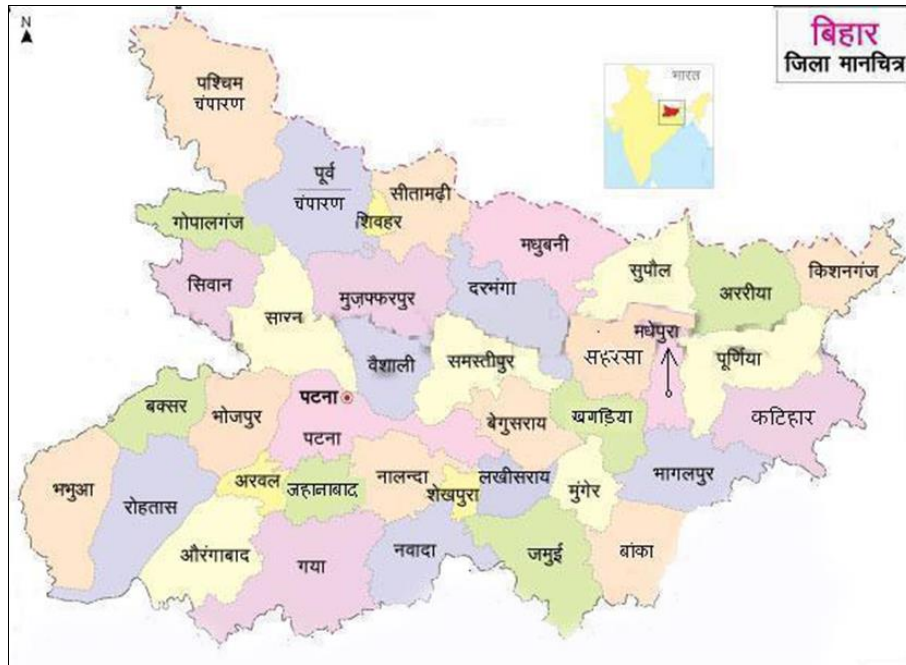 N
बिहार
जिला मानचित्र
भारत
पश्चिम
चंपारण
पूर्व
चंपारण
सीतामढ़ी
शिवहर
गोपालगंज
मधुबनी
सुपौल
किशनगंज
अररीया
सिवान
मुज़फ्फरपुर
दरभंगा
सारन
मधेपुरा
सहरसा
पूर्णिया
वैशाली
समस्तीपुर
पटना
बक्सर
भोजपुर
बेगुसराय
खगड़िया
कटिहार
पटना
अरवल
जहानाबाद
नालन्दा
शेखपुरा
लखीसराय
मुंगेर
भागलपुर
भभुआ
रोहतास
औरंगाबाद
गया
नवादा
जमुई
बांका